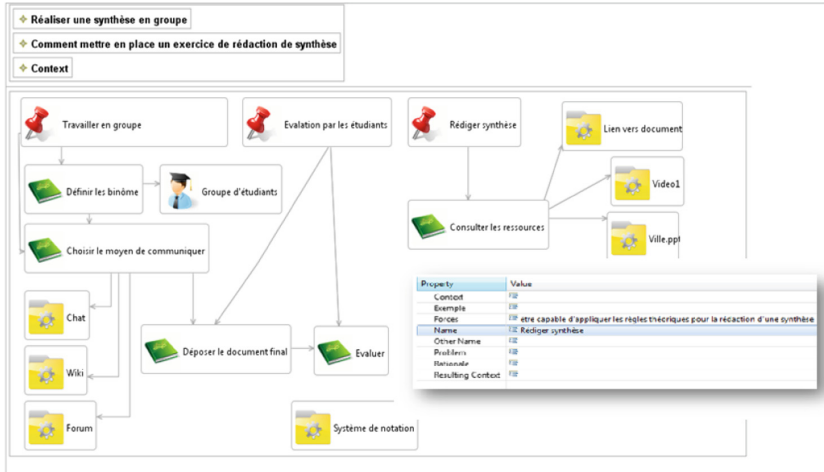 Réaliser une synthèse en groupe
Comment mettre en place un exercice de rédaction de synthèse
Context
Travailler en groupe
Evalation par les étudiants
Rédiger synthèse
Lien vers document
Définir les binôme
Groupe d'étudiants
Video1
Consulter les ressources
Choisir le moyen de communiquer
Ville.ppt
Chat
Déposer le document final
Evaluer
Wiki
Forum
Système de notation
Property Value
Context
Exemple
Forces etre capable d'appliquer les règles théoriques pour la rédaction d'une synthèse
Name Rédiger synthèse
Other Name
Problem
Rationale
Resulting Context